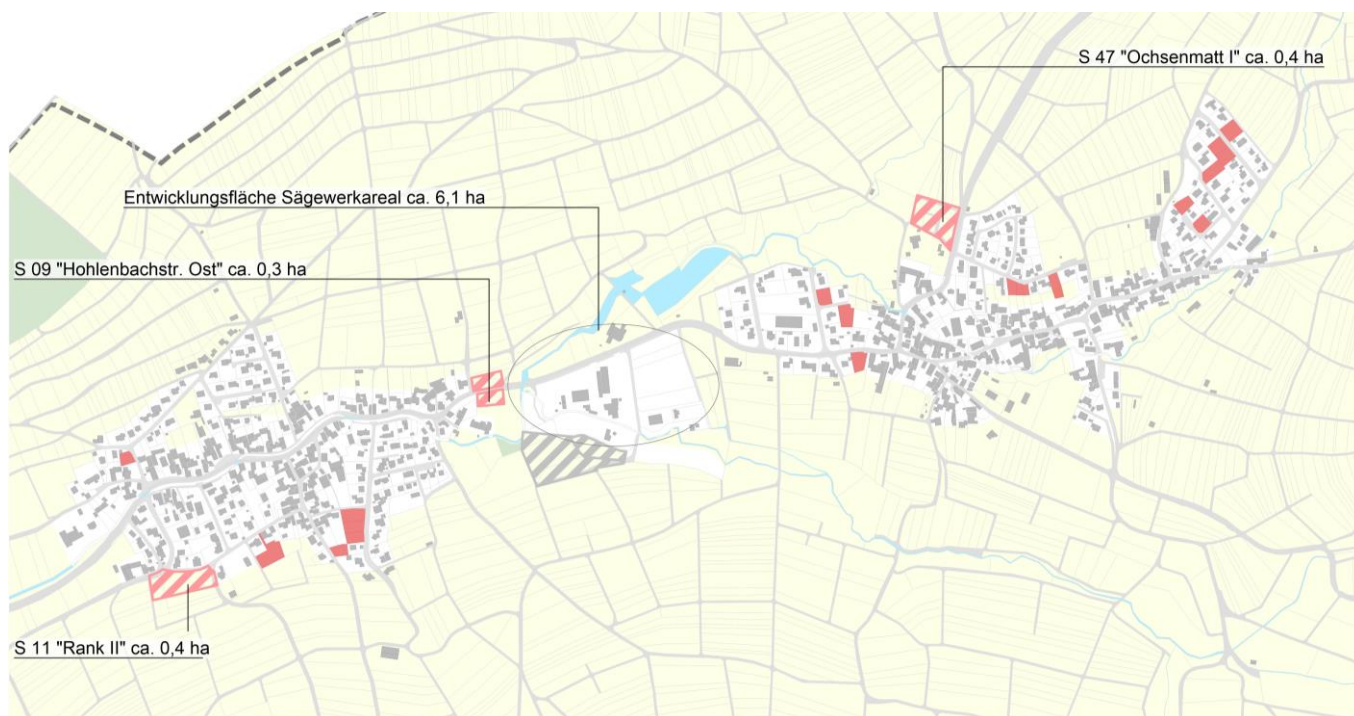 S 47 "Ochsenmatt I" ca. 0,4 ha
Entwicklungsfläche Sägewerkareal ca. 6,1 ha
S 09 "Hohlenbachstr. Ost" ca. 0,3 ha
S 11 "Rank II" ca. 0,4 ha